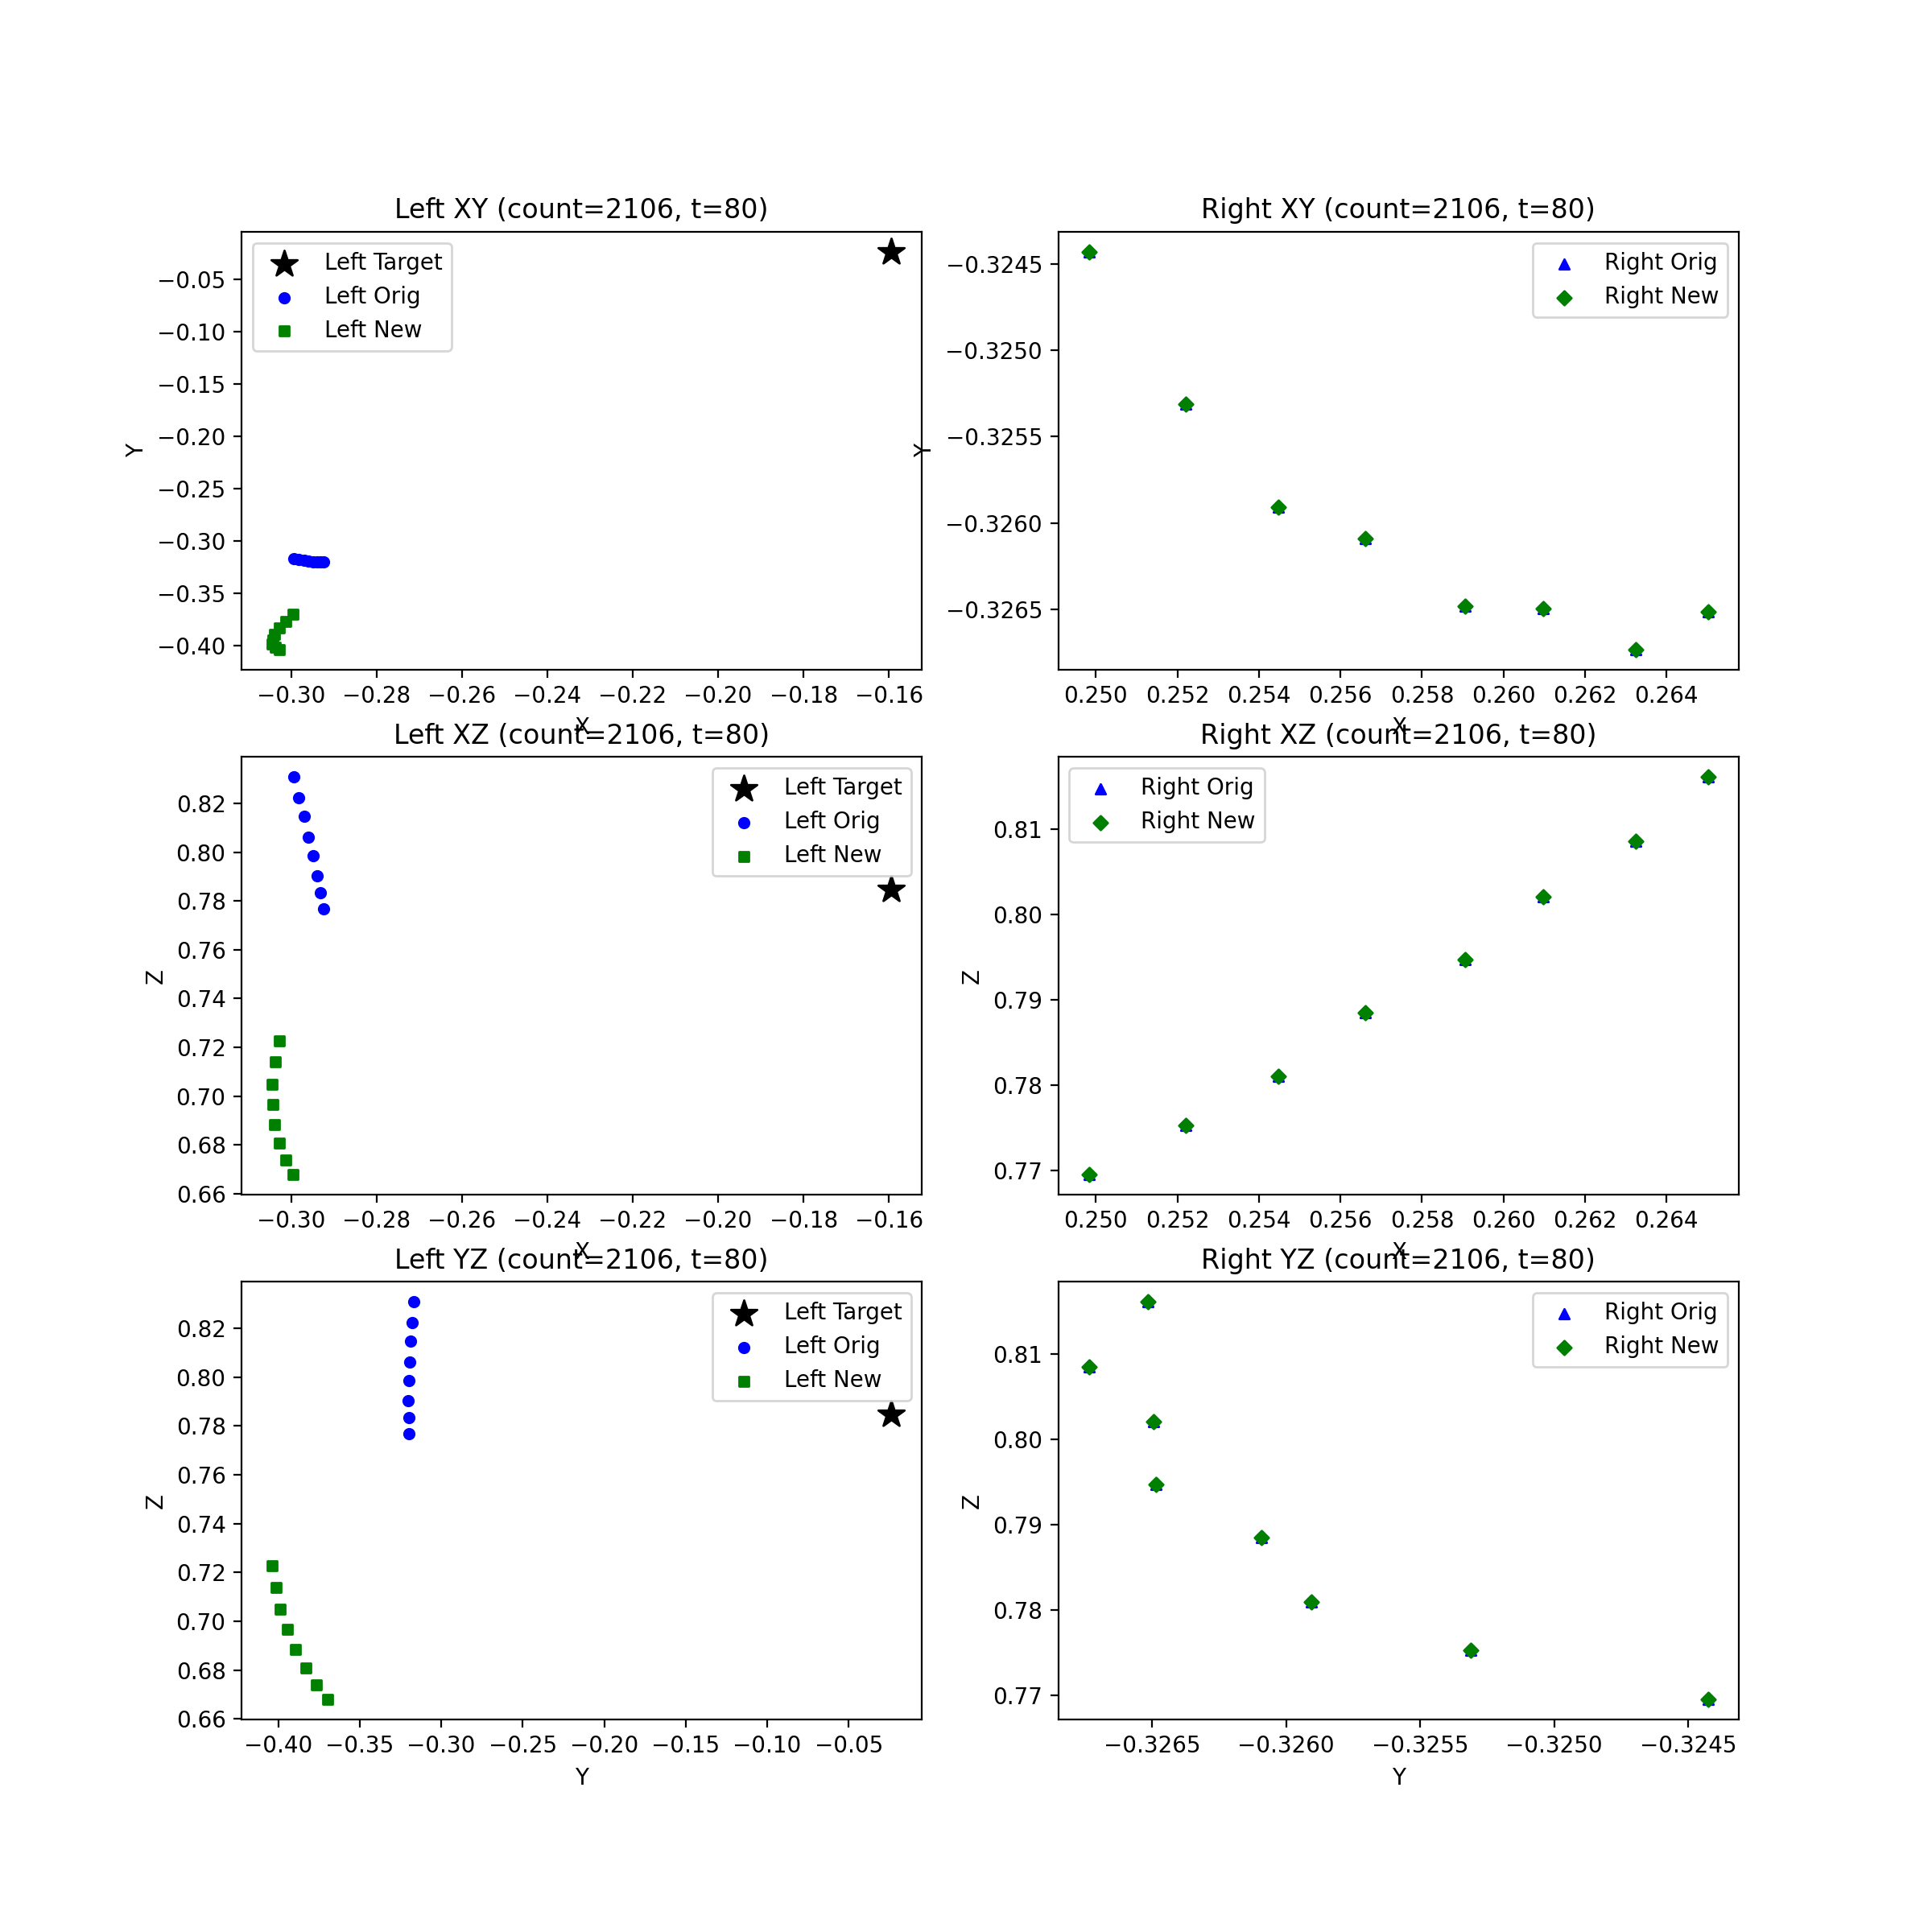 Left XY (count=2106, t=80)
Left Target
Left Orig
Left New
−0.05
−0.10
−0.15
−0.20
−0.25
−0.30
−0.35
−0.40
Y
−0.30 −0.28 −0.26 −0.24 −0.22 −0.20 −0.18 −0.16
X
Right XY (count=2106, t=80)
Right Orig
Right New
−0.3245
−0.3250
−0.3255
−0.3260
−0.3265
Y
0.250 0.252 0.254 0.256 0.258 0.260 0.262 0.264
X
Left XZ (count=2106, t=80)
Left Target
Left Orig
Left New
0.82
0.80
0.78
0.76
0.74
0.72
0.70
0.68
0.66
Z
−0.30 −0.28 −0.26 −0.24 −0.22 −0.20 −0.18 −0.16
X
Right XZ (count=2106, t=80)
Right Orig
Right New
0.81
0.80
0.79
0.78
0.77
Z
0.250 0.252 0.254 0.256 0.258 0.260 0.262 0.264
X
Left YZ (count=2106, t=80)
Left Target
Left Orig
Left New
0.82
0.80
0.78
0.76
0.74
0.72
0.70
0.68
0.66
Z
−0.40 −0.35 −0.30 −0.25 −0.20 −0.15 −0.10 −0.05
Y
Right YZ (count=2106, t=80)
Right Orig
Right New
0.81
0.80
0.79
0.78
0.77
Z
−0.3265 −0.3260 −0.3255 −0.3250 −0.3245
Y